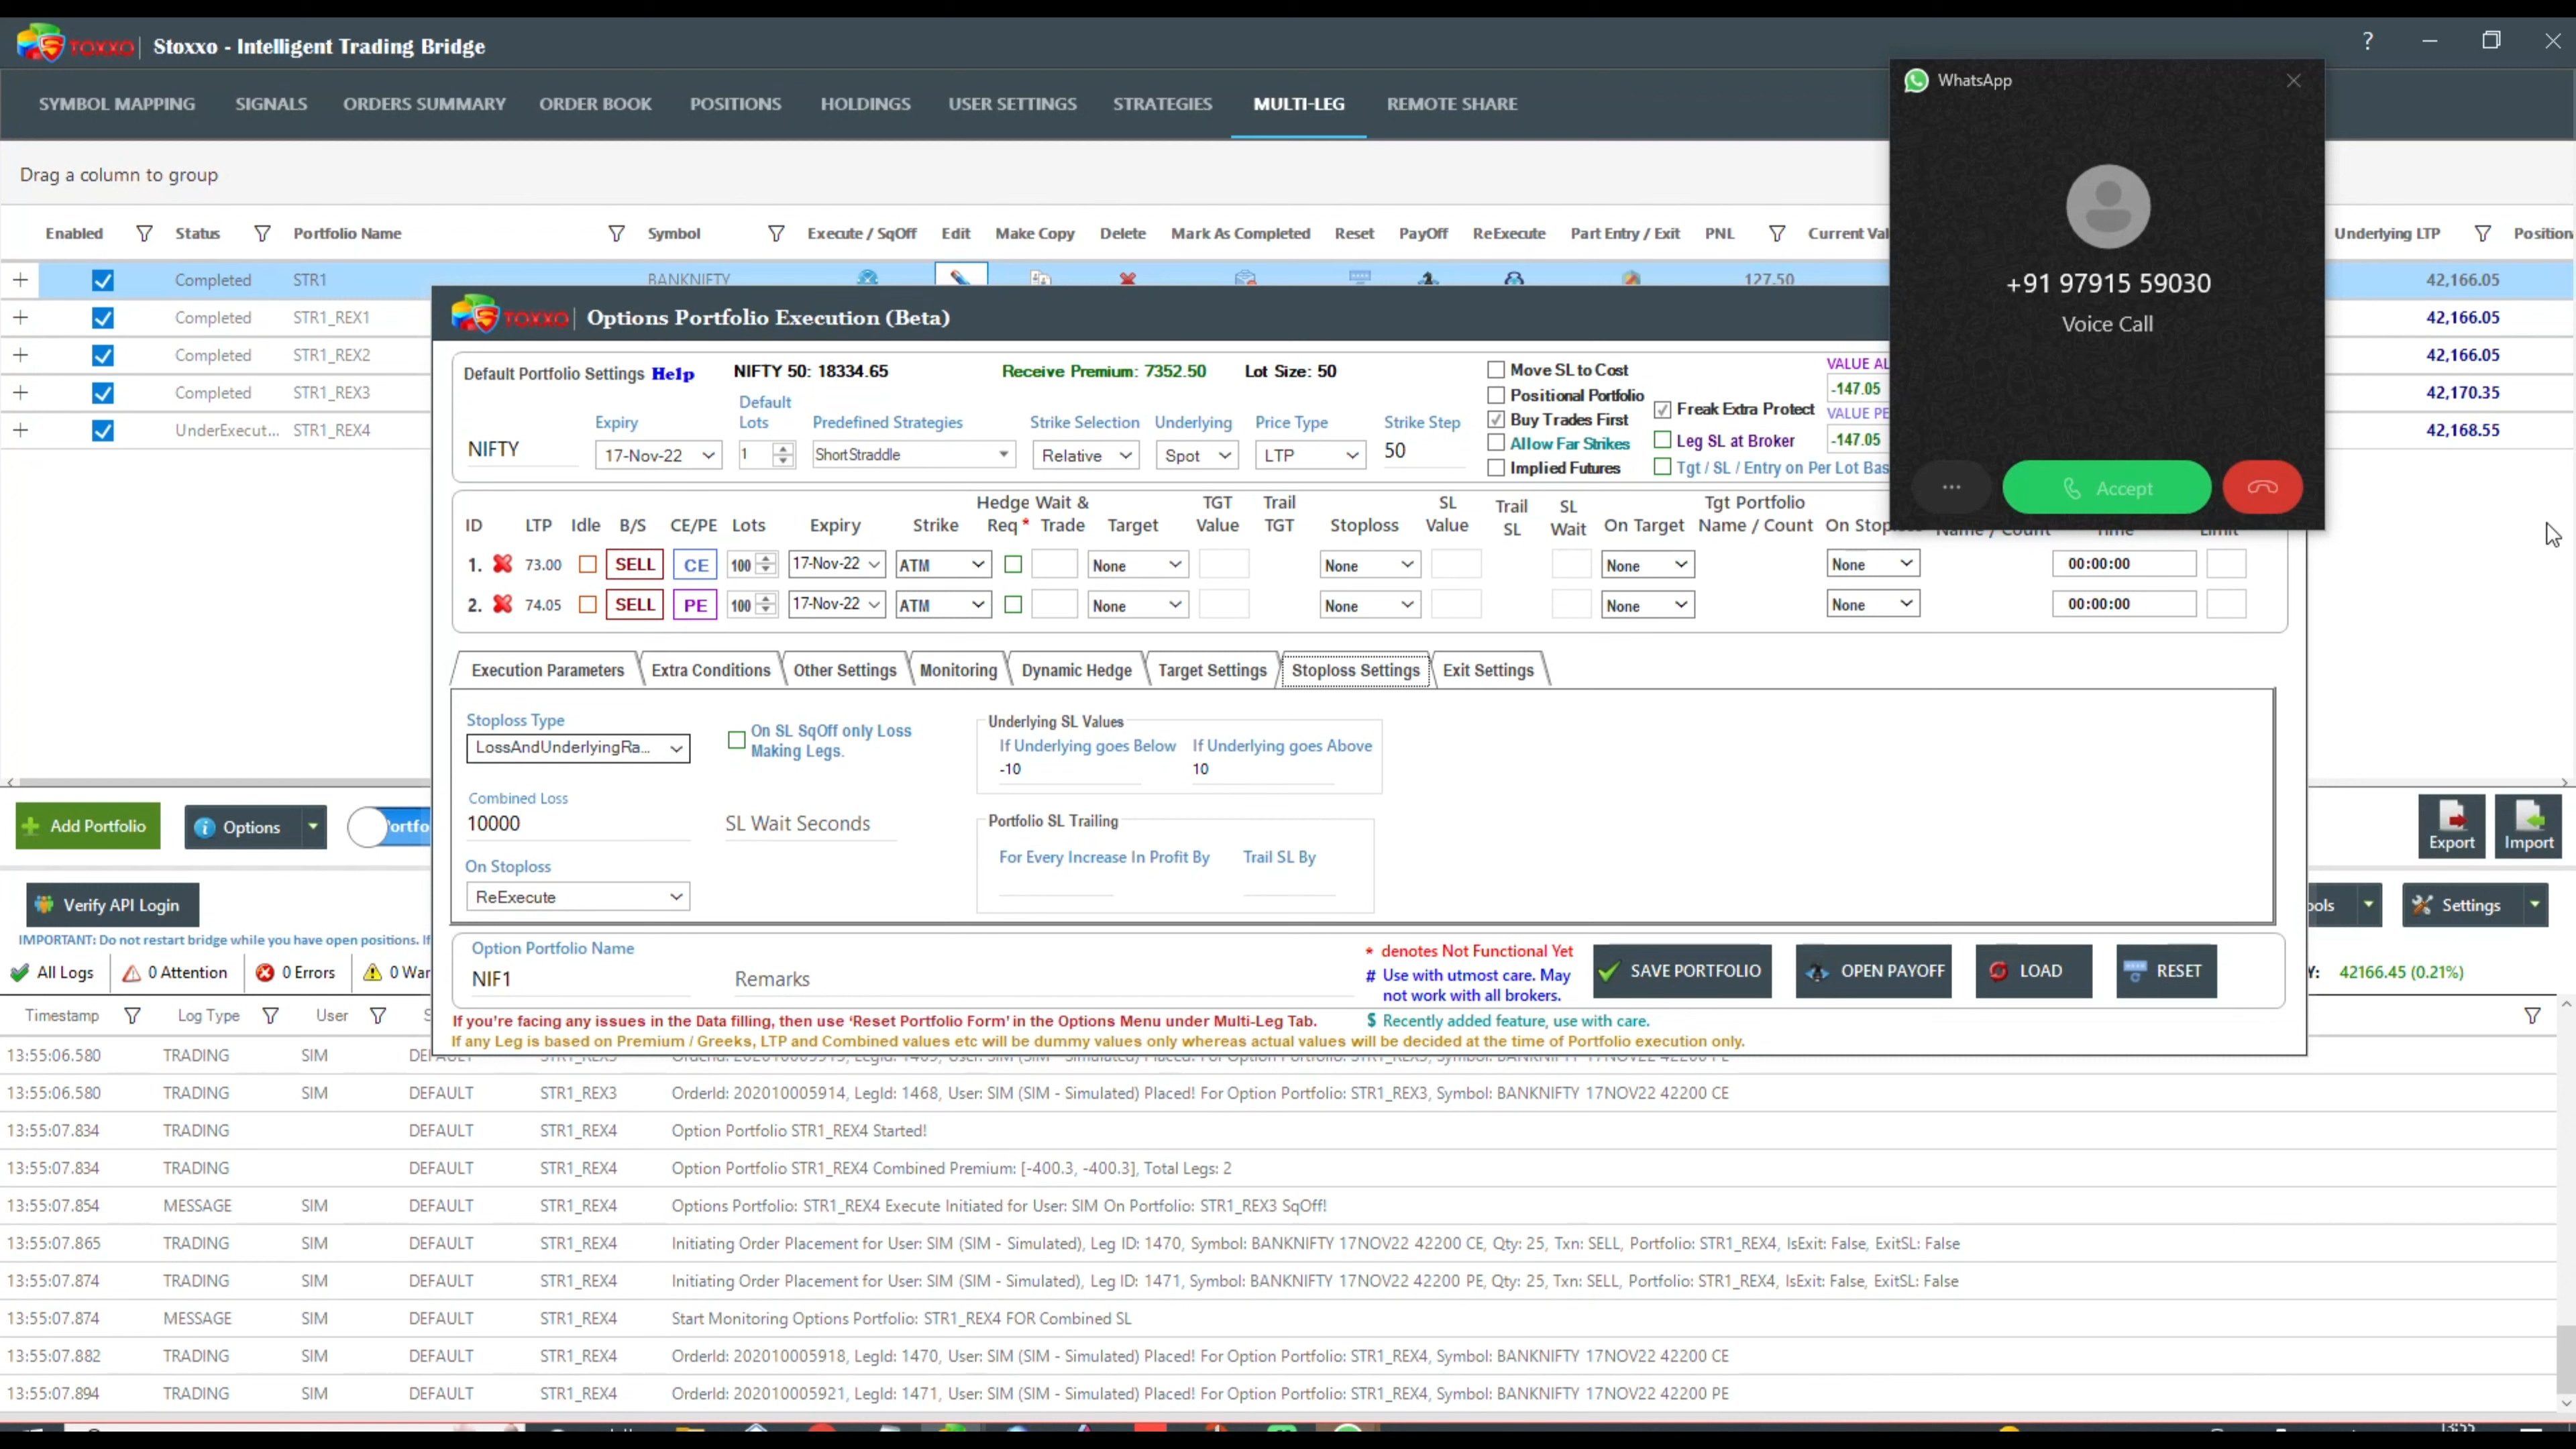 TOXXO Stoxxo - Intelligent Trading Bridge
?
SYMBOL MAPPING SIGNALS ORDERS SUMMARY ORDER BOOK POSITIONS HOLDINGS USER SETTINGS STRATEGIES MULTI-LEG REMOTE SHARE
Drag a column to group
Enabled Status Portfolio Name Symbol Execute / SqOff Edit Make Copy Delete Mark As Completed Reset PayOff ReExecute Part Entry / Exit PNL Current Val Underlying LTP Position
Completed STR1 BANKNIFTY 127.50 42,166.05
Completed STR1_REX1 42,166.05
Completed STR1_REX2 42,166.05
Completed STR1_REX3 42,170.35
UnderExecut... STR1_REX4 42,168.55
WhatsApp
+91 97915 59030
Voice Call
... Accept
TOXXO Options Portfolio Execution (Beta)
Default Portfolio Settings Help NIFTY 50: 18334.65 Receive Premium: 7352.50 Lot Size: 50
Move SL to Cost
Positional Portfolio
Buy Trades First
Allow Far Strikes
Implied Futures
Freak Extra Protect
Leg SL at Broker
Tgt / SL / Entry on Per Lot Bas
VALUE AL
-147.05
VALUE PE
-147.05
Expiry Default Lots Predefined Strategies Strike Selection Underlying Price Type Strike Step
NIFTY 17-Nov-22 1 ShortStraddle Relative Spot LTP 50
ID LTP Idle B/S CE/PE Lots Expiry Strike Hedge Req * Wait & Trade Target TGT Value Trail TGT Stoploss SL Value Trail SL SL Wait On Target Tgt Portfolio Name / Count On Stop Name / Count Time Limit
1. 73.00 SELL CE 100 17-Nov-22 ATM None None None None 00:00:00
2. 74.05 SELL PE 100 17-Nov-22 ATM None None None None 00:00:00
Execution Parameters Extra Conditions Other Settings Monitoring Dynamic Hedge Target Settings Stoploss Settings Exit Settings
Stoploss Type
LossAndUnderlyingRa...
On SL SqOff only Loss
Making Legs.
Underlying SL Values
If Underlying goes Below If Underlying goes Above
-10 10
Combined Loss
10000 SL Wait Seconds
Portfolio SL Trailing
For Every Increase In Profit By Trail SL By
On Stoploss
ReExecute
Add Portfolio Options Portfo Export Import
Verify API Login ools Settings
IMPORTANT: Do not restart bridge while you have open positions. If
All Logs 0 Attention 0 Errors 0 War Y: 42166.45 (0.21%)
Option Portfolio Name
NIF1 Remarks
* denotes Not Functional Yet
# Use with utmost care. May
not work with all brokers.
SAVE PORTFOLIO OPEN PAYOFF LOAD RESET
If you're facing any issues in the Data filling, then use 'Reset Portfolio Form' in the Options Menu under Multi-Leg Tab. $ Recently added feature, use with care.
If any Leg is based on Premium / Greeks, LTP and Combined values etc will be dummy values only whereas actual values will be decided at the time of Portfolio execution only.
Timestamp Log Type User S
13:55:06.580 TRADING SIM DEFAULT STR1_REX3
13:55:06.580 TRADING SIM DEFAULT STR1_REX3 OrderId: 202010005914, LegId: 1468, User: SIM (SIM - Simulated) Placed! For Option Portfolio: STR1_REX3, Symbol: BANKNIFTY 17NOV22 42200 CE
13:55:07.834 TRADING DEFAULT STR1_REX4 Option Portfolio STR1_REX4 Started!
13:55:07.834 TRADING DEFAULT STR1_REX4 Option Portfolio STR1_REX4 Combined Premium: [-400.3, -400.3], Total Legs: 2
13:55:07.854 MESSAGE SIM DEFAULT STR1_REX4 Options Portfolio: STR1_REX4 Execute Initiated for User: SIM On Portfolio: STR1_REX3 SqOff!
13:55:07.865 TRADING SIM DEFAULT STR1_REX4 Initiating Order Placement for User: SIM (SIM - Simulated), Leg ID: 1470, Symbol: BANKNIFTY 17NOV22 42200 CE, Qty: 25, Txn: SELL, Portfolio: STR1_REX4, IsExit: False, ExitSL: False
13:55:07.874 TRADING SIM DEFAULT STR1_REX4 Initiating Order Placement for User: SIM (SIM - Simulated), Leg ID: 1471, Symbol: BANKNIFTY 17NOV22 42200 PE, Qty: 25, Txn: SELL, Portfolio: STR1_REX4, IsExit: False, ExitSL: False
13:55:07.874 MESSAGE SIM DEFAULT STR1_REX4 Start Monitoring Options Portfolio: STR1_REX4 FOR Combined SL
13:55:07.882 TRADING SIM DEFAULT STR1_REX4 OrderId: 202010005918, LegId: 1470, User: SIM (SIM - Simulated) Placed! For Option Portfolio: STR1_REX4, Symbol: BANKNIFTY 17NOV22 42200 CE
13:55:07.894 TRADING SIM DEFAULT STR1_REX4 OrderId: 202010005921, LegId: 1471, User: SIM (SIM - Simulated) Placed! For Option Portfolio: STR1_REX4, Symbol: BANKNIFTY 17NOV22 42200 PE
13:55